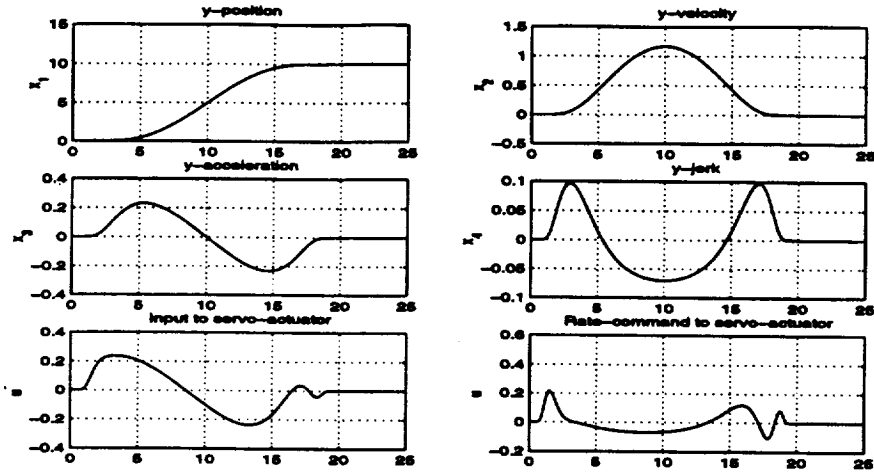 y-position
15
10
5
0
X1
0 5 10 15 20 25
y-velocity
1.5
1
0.5
0
-0.5
X2
0 5 10 15 20 25
y-acceleration
0.4
0.2
0
-0.2
-0.4
X3
0 5 10 15 20 25
y-jerk
0.1
0.05
0
-0.05
-0.1
X4
0 5 10 15 20 25
Input to servo-actuator
0.4
0.2
0
-0.2
-0.4
u
0 5 10 15 20 25
Rate-command to servo-actuator
0.6
0.4
0.2
0
-0.2
u
0 5 10 15 20 25